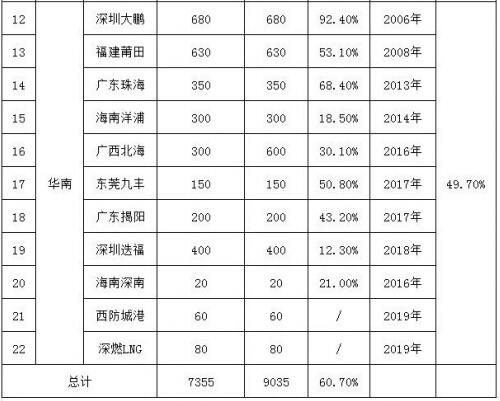 12 深圳大鹏 680 680 92.40% 2006年
13 福建莆田 630 630 53.10% 2008年
14 广东珠海 350 350 68.40% 2013年
15 海南洋浦 300 300 18.50% 2014年
16 广西北海 300 600 30.10% 2016年
17 华南 东莞九丰 150 150 50.80% 2017年 49.70%
18 广东揭阳 200 200 43.20% 2017年
19 深圳迭福 400 400 12.30% 2018年
20 海南深南 20 20 21.00% 2016年
21 西防城港 60 60 / 2019年
22 深燃LNG 80 80 / 2019年
总计 7355 9035 60.70%